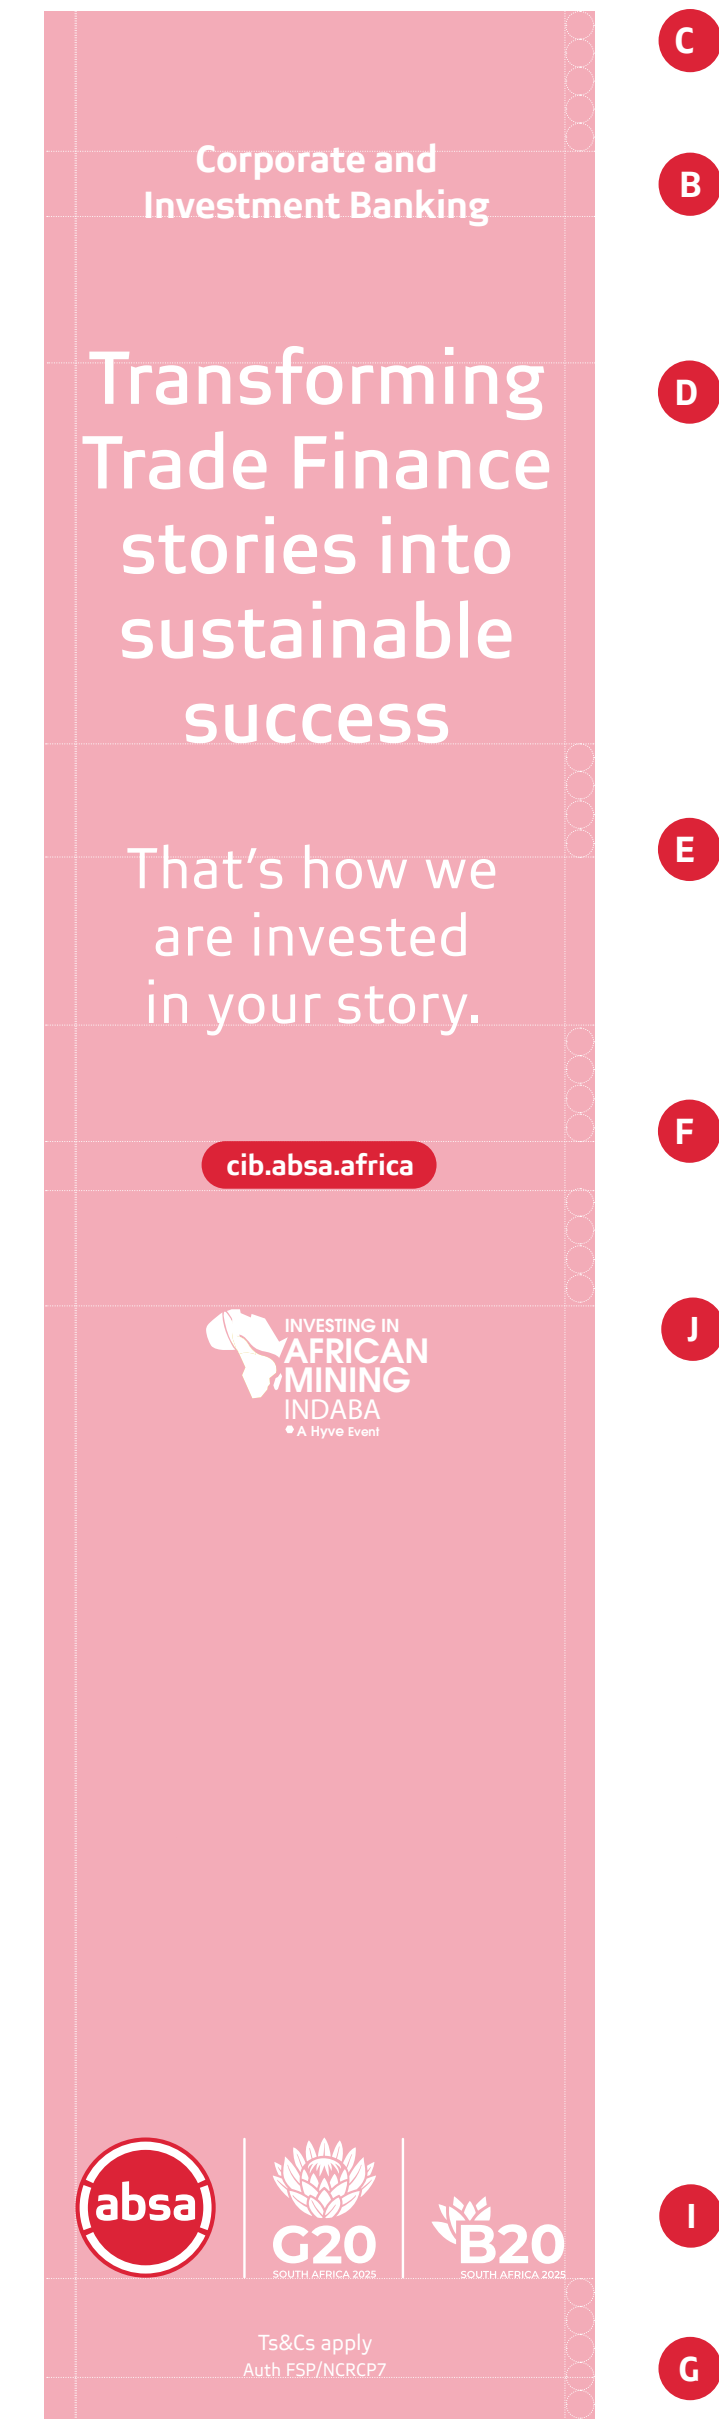 C
Corporate and
Investment Banking
B
Transforming
Trade Finance
stories into
sustainable
success
D
That's how we
are invested
in your story.
E
cib.absa.africa
F
INVESTING IN
AFRICAN
MINING
INDABA
A Hyve Event
J
absa
G20
SOUTH AFRICA 2025
B20
SOUTH AFRICA 2025
I
Ts&Cs apply
Auth FSP/NCRCP7
G